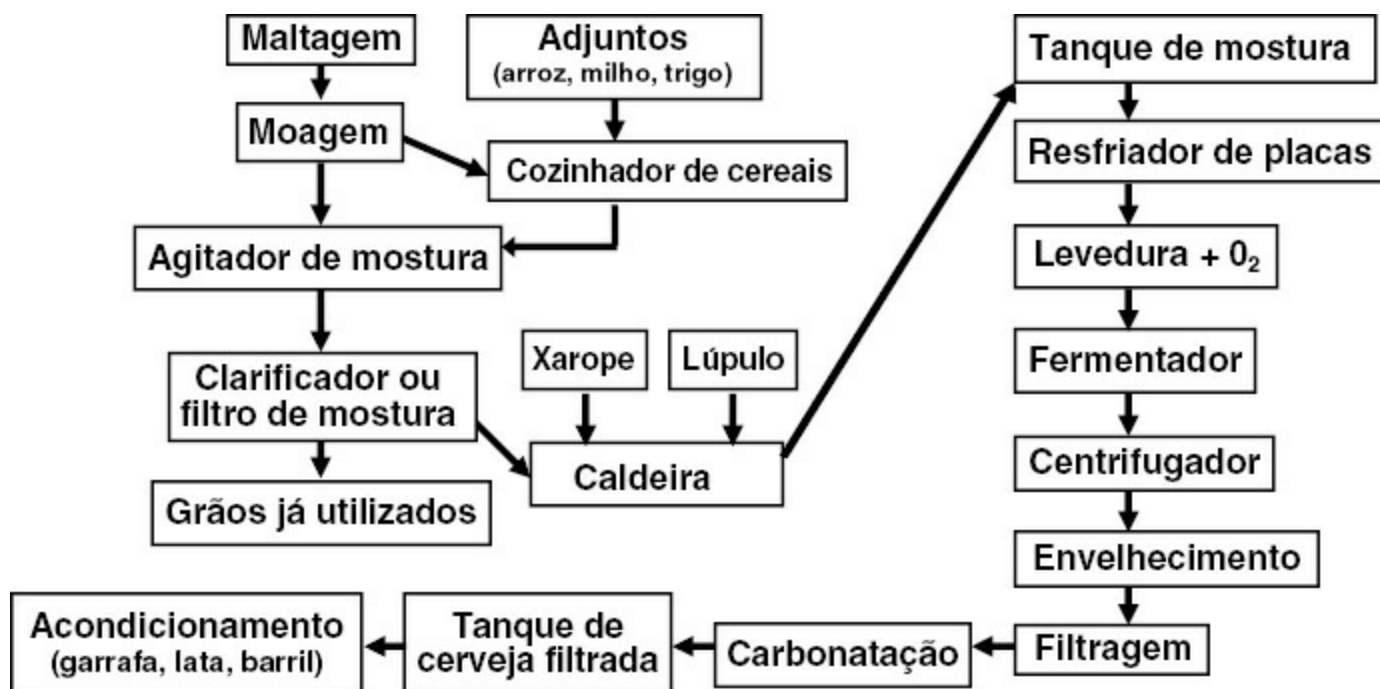 Maltagem
Adjuntos
(arroz, milho, trigo)
Moagem
Cozinhador de cereais
Agitador de mostura
Clarificador ou
filtro de mostura
Grãos já utilizados
Xarope
Lúpulo
Caldeira
Tanque de mostura
Resfriador de placas
Levedura + 0₂
Fermentador
Centrifugador
Envelhecimento
Filtragem
Carbonatação
Tanque de
cerveja filtrada
Acondicionamento
(garrafa, lata, barril)